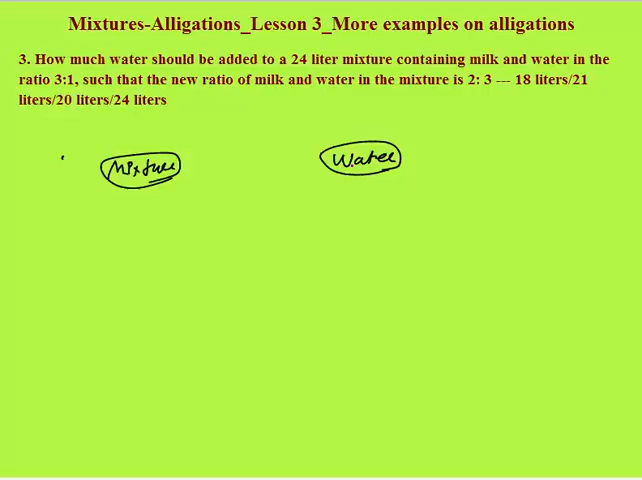 Mixtures-Alligations_Lesson 3_More examples on alligations
3. How much water should be added to a 24 liter mixture containing milk and water in the
ratio 3:1, such that the new ratio of milk and water in the mixture is 2: 3 --- 18 liters/21
liters/20 liters/24 liters
Mixture Water